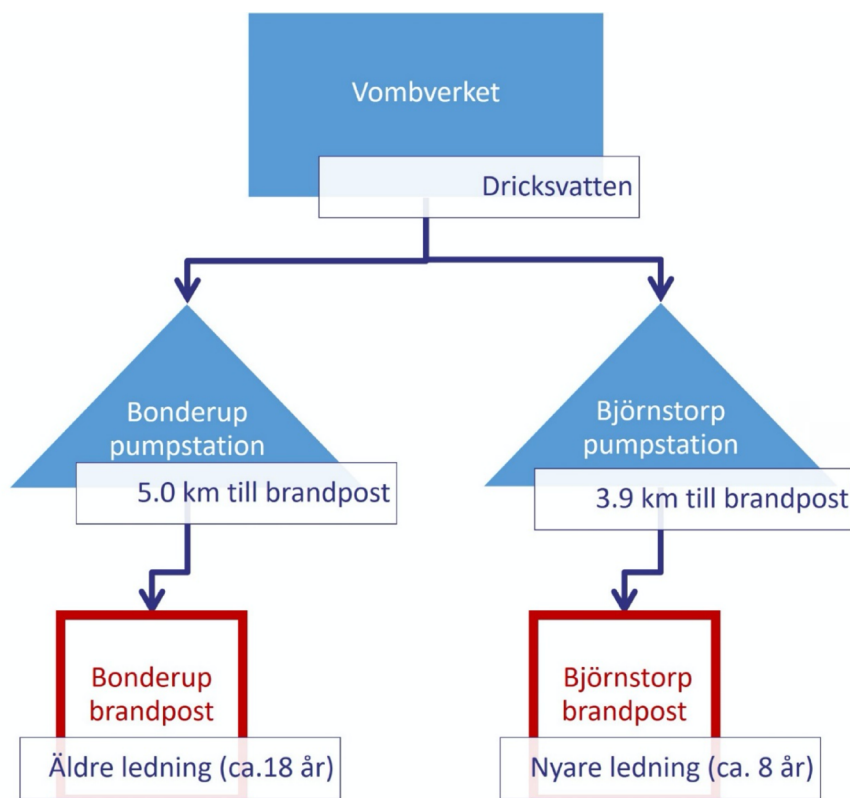 Vombverket
Dricksvatten
Bonderup
pumpstation
5.0 km till brandpost
Björnstorp
pumpstation
3.9 km till brandpost
Bonderup
brandpost
Äldre ledning (ca.18 år)
Björnstorp
brandpost
Nyare ledning (ca. 8 år)